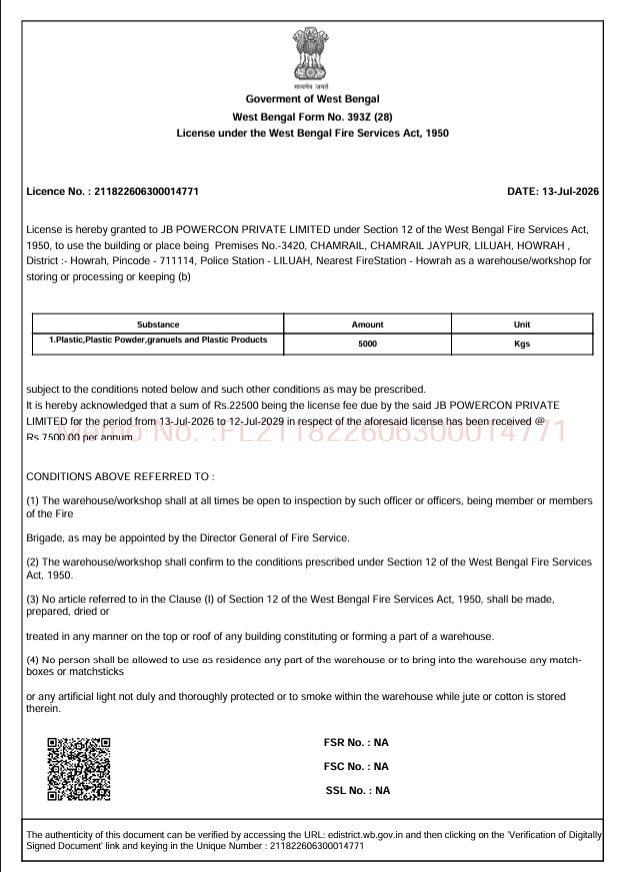 सत्यमेव जयते
Goverment of West Bengal
West Bengal Form No. 393Z (28)
License under the West Bengal Fire Services Act, 1950
Licence No. : 211822606300014771
DATE: 13-Jul-2026
License is hereby granted to JB POWERCON PRIVATE LIMITED under Section 12 of the West Bengal Fire Services Act,
1950, to use the building or place being Premises No.-3420, CHAMRAIL, CHAMRAIL JAYPUR, LILUAH, HOWRAH ,
District :- Howrah, Pincode - 711114, Police Station - LILUAH, Nearest FireStation - Howrah as a warehouse/workshop for
storing or processing or keeping (b)
Substance Amount Unit
1.Plastic,Plastic Powder,granuels and Plastic Products 5000 Kgs
subject to the conditions noted below and such other conditions as may be prescribed.
It is hereby acknowledged that a sum of Rs.22500 being the license fee due by the said JB POWERCON PRIVATE
LIMITED for the period from 13-Jul-2026 to 12-Jul-2029 in respect of the aforesaid license has been received @
Rs.7500.00 per annum
Memo No. :FL211822606300014771
CONDITIONS ABOVE REFERRED TO :
(1) The warehouse/workshop shall at all times be open to inspection by such officer or officers, being member or members
of the Fire
Brigade, as may be appointed by the Director General of Fire Service.
(2) The warehouse/workshop shall confirm to the conditions prescribed under Section 12 of the West Bengal Fire Services
Act, 1950.
(3) No article referred to in the Clause (I) of Section 12 of the West Bengal Fire Services Act, 1950, shall be made,
prepared, dried or
treated in any manner on the top or roof of any building constituting or forming a part of a warehouse.
(4) No person shall be allowed to use as residence any part of the warehouse or to bring into the warehouse any match-
boxes or matchsticks
or any artificial light not duly and thoroughly protected or to smoke within the warehouse while jute or cotton is stored
therein.
FSR No. : NA
FSC No. : NA
SSL No. : NA
The authenticity of this document can be verified by accessing the URL: edistrict.wb.gov.in and then clicking on the 'Verification of Digitally
Signed Document' link and keying in the Unique Number : 211822606300014771